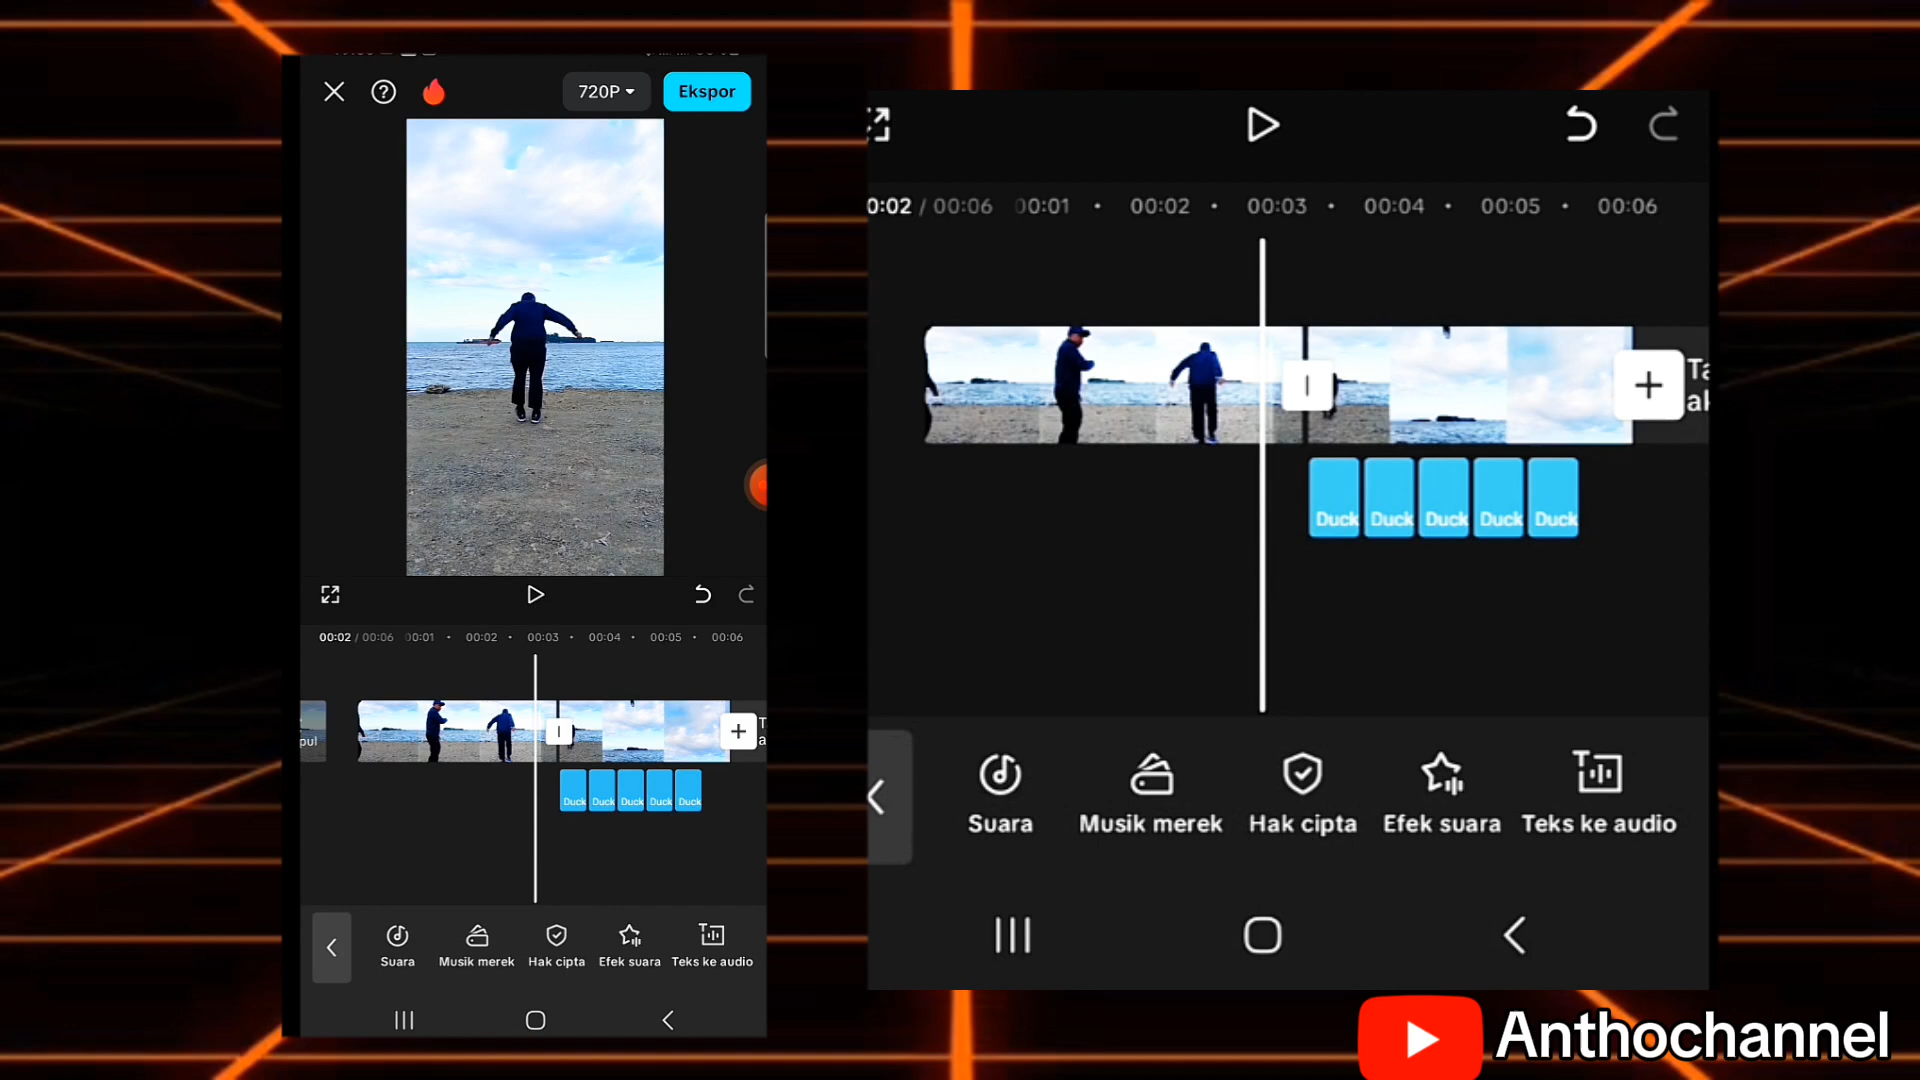 720P
Ekspor
00:02 / 00:06 00:01 00:02 00:03 00:04 00:05 00:06
pul
Duck Duck Duck Duck Duck
Suara Musik merek Hak cipta Efek suara Teks ke audio
0:02 / 00:06 00:01 00:02 00:03 00:04 00:05 00:06
Ta
ak
Duck Duck Duck Duck Duck
Suara Musik merek Hak cipta Efek suara Teks ke audio
Anthochannel